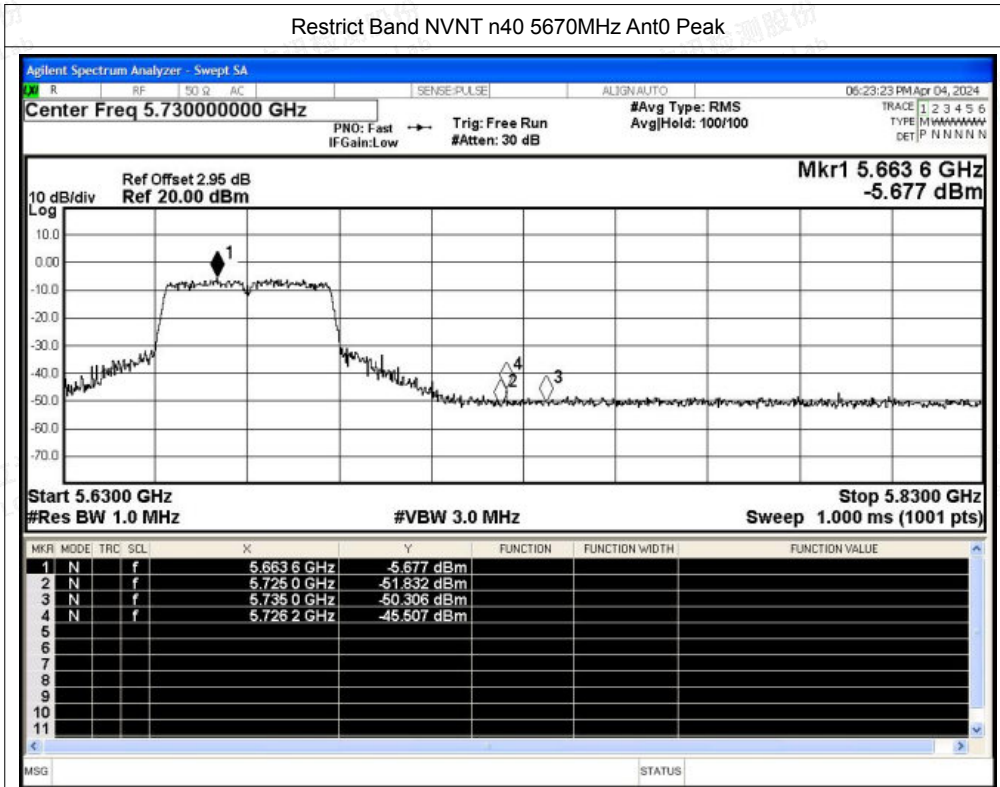 Restrict Band NVNT n40 5670MHz Ant0 Peak
Agilent Spectrum Analyzer - Swept SA
R RF 50 Ω AC SENSE:PULSE ALIGN AUTO 06:23:23 PM Apr 04, 2024
Center Freq 5.730000000 GHz #Avg Type: RMS TRACE 1 2 3 4 5 6
PNO: Fast Trig: Free Run Avg|Hold: 100/100 TYPE M
IFGain:Low #Atten: 30 dB DET P N N N N N
Mkr1 5.663 6 GHz
Ref Offset 2.95 dB
10 dB/div Ref 20.00 dBm -5.677 dBm
Log
10.0
0.00
1
-10.0
-20.0
-30.0
-40.0
4
2 3
-50.0
-60.0
-70.0
Start 5.6300 GHz Stop 5.8300 GHz
#Res BW 1.0 MHz #VBW 3.0 MHz Sweep 1.000 ms (1001 pts)
MKR MODE TRC SCL X Y FUNCTION FUNCTION WIDTH FUNCTION VALUE
1 N f 5.663 6 GHz -5.677 dBm
2 N f 5.725 0 GHz -51.832 dBm
3 N f 5.735 0 GHz -50.306 dBm
4 N f 5.726 2 GHz -45.507 dBm
5
6
7
8
9
10
11
MSG STATUS